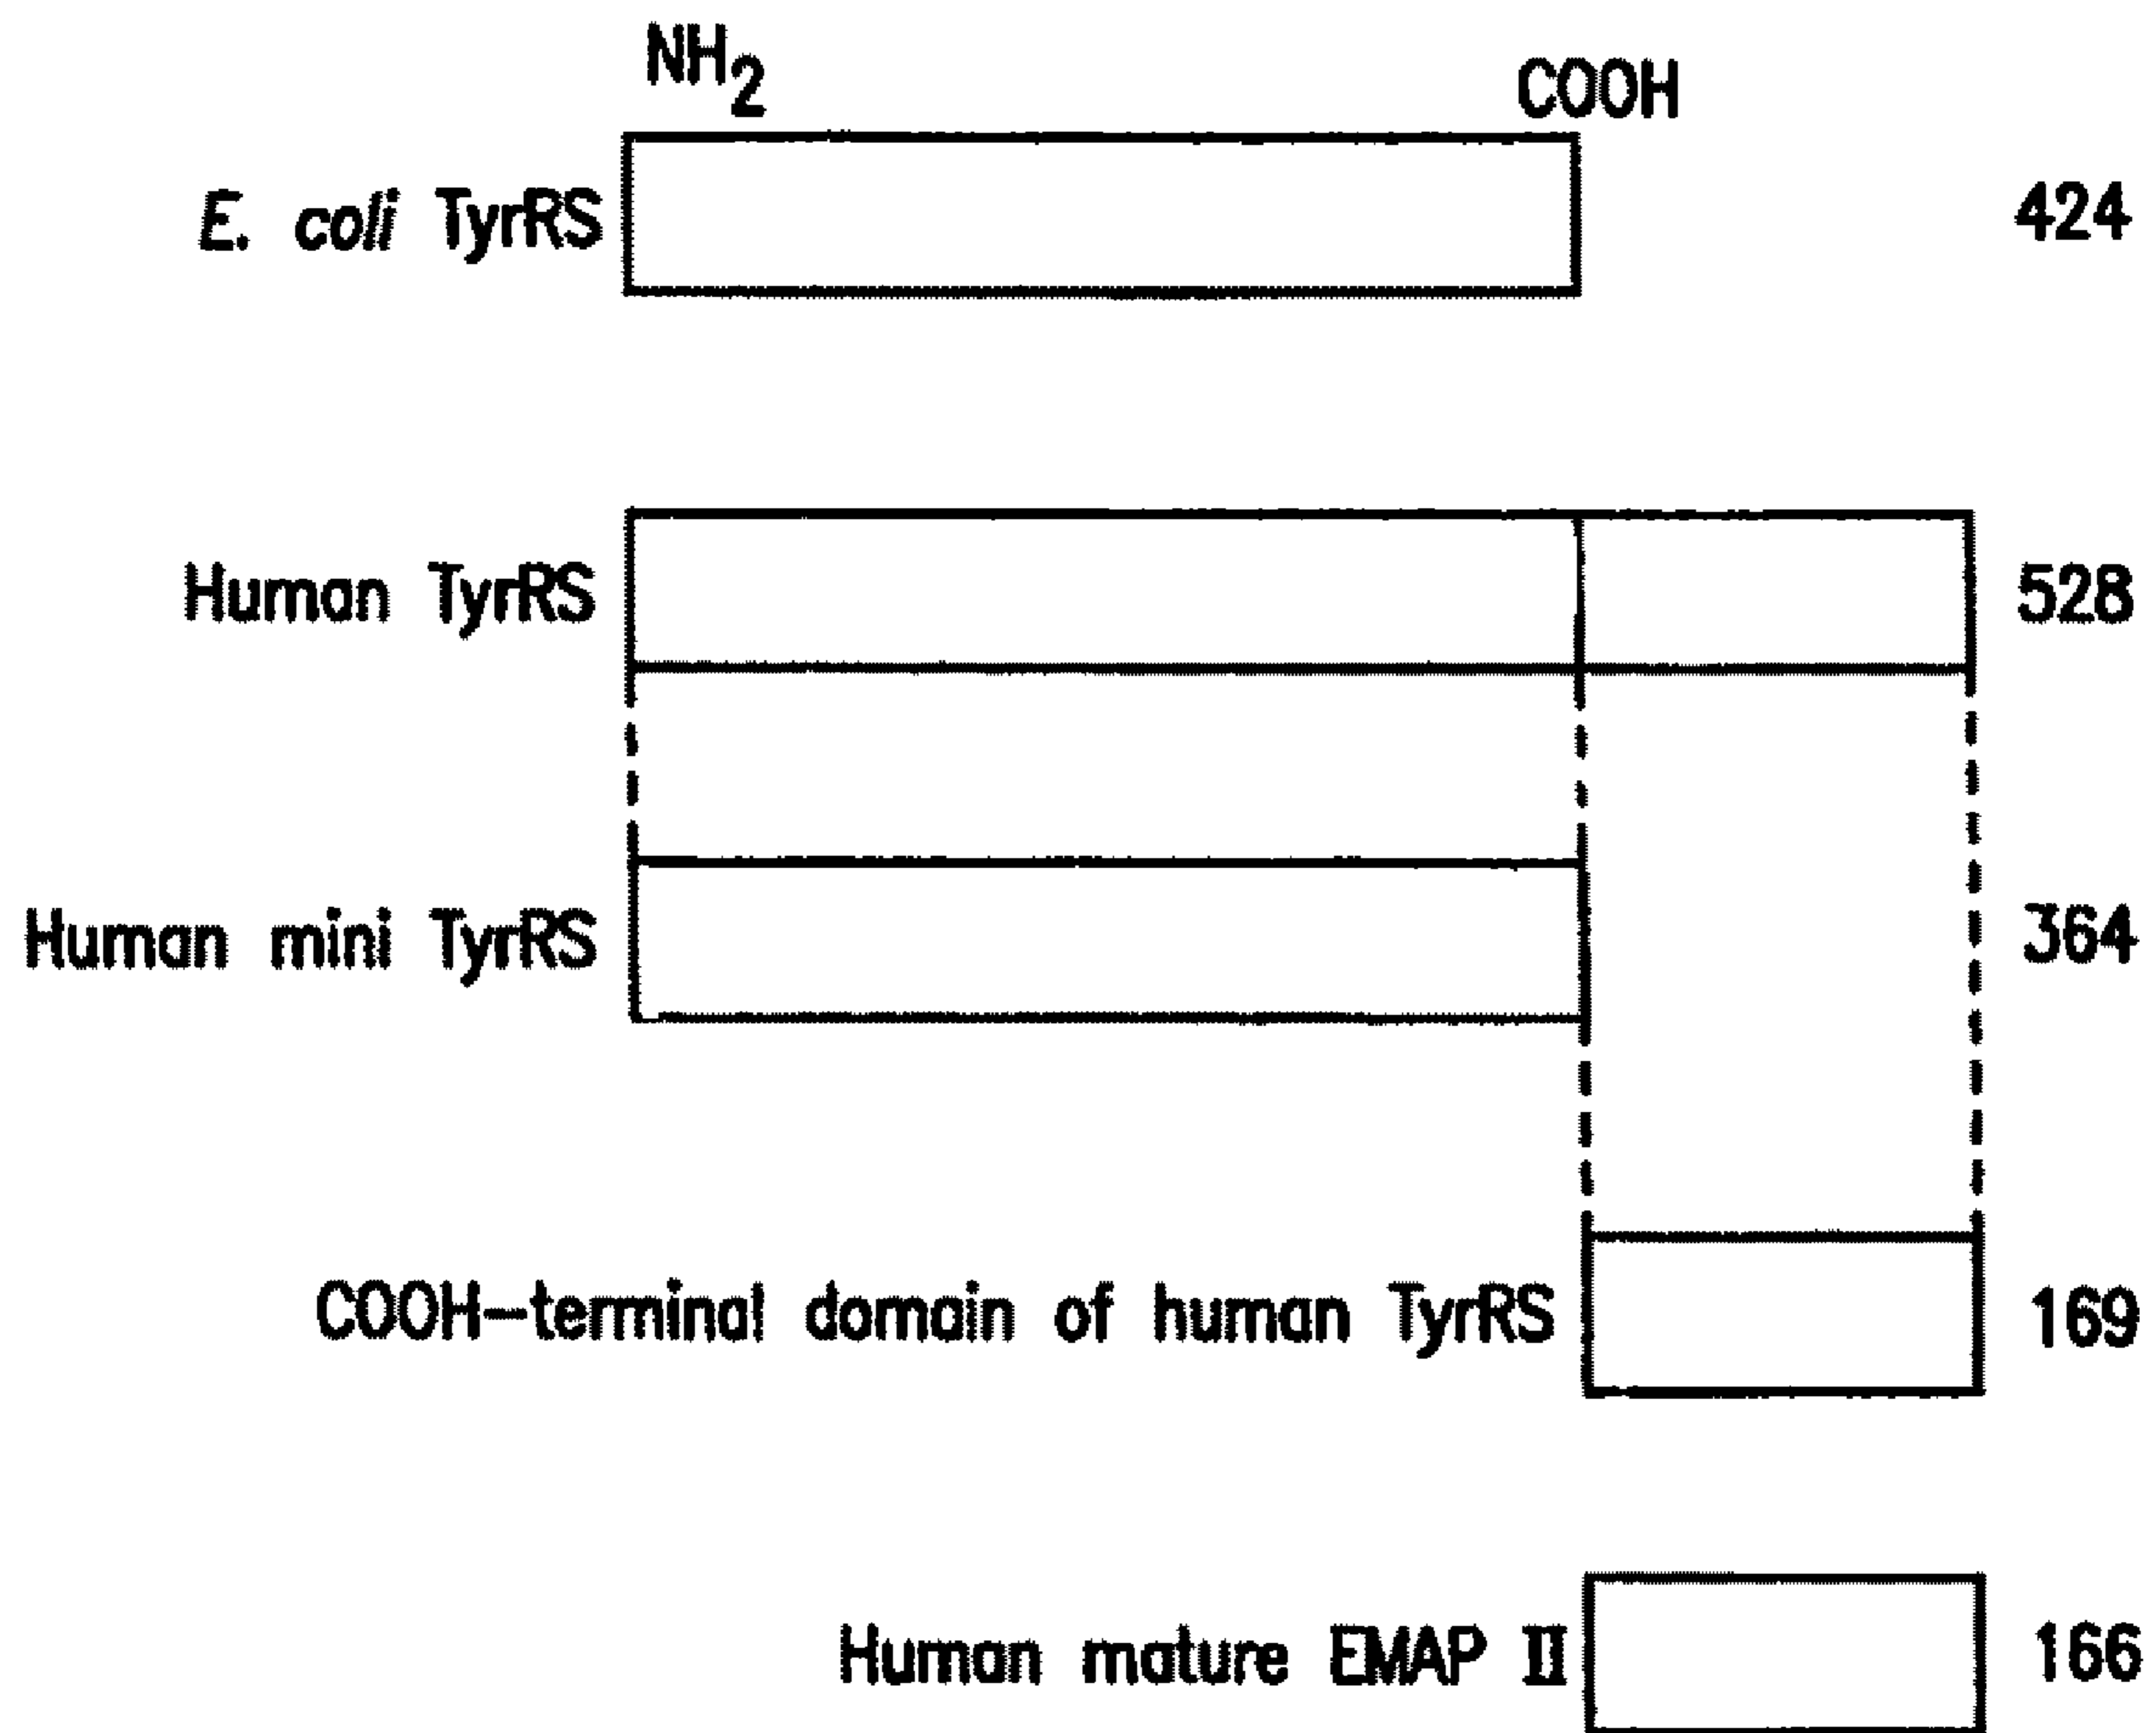 NH2 COOH
E. coli TyrRS 424
Human TyrRS 528
Human mini TyrRS 364
COOH-terminal domain of human TyrRS 169
Human mature EMAP II 166